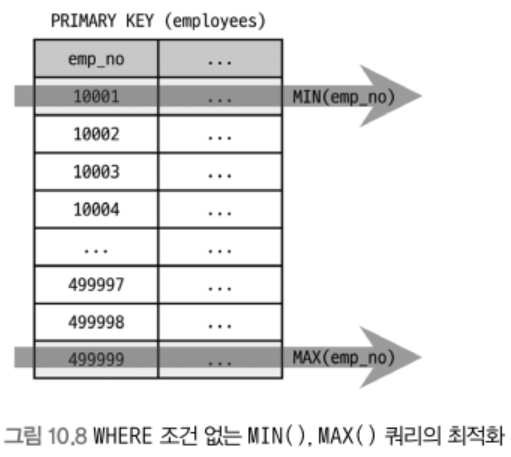 PRIMARY KEY (employees)
emp_no ...
10001 ... MIN(emp_no)
10002 ...
10003 ...
10004 ...
... ...
499997 ...
499998 ...
499999 ... MAX(emp_no)
그림 10.8 WHERE 조건 없는 MIN(), MAX() 쿼리의 최적화